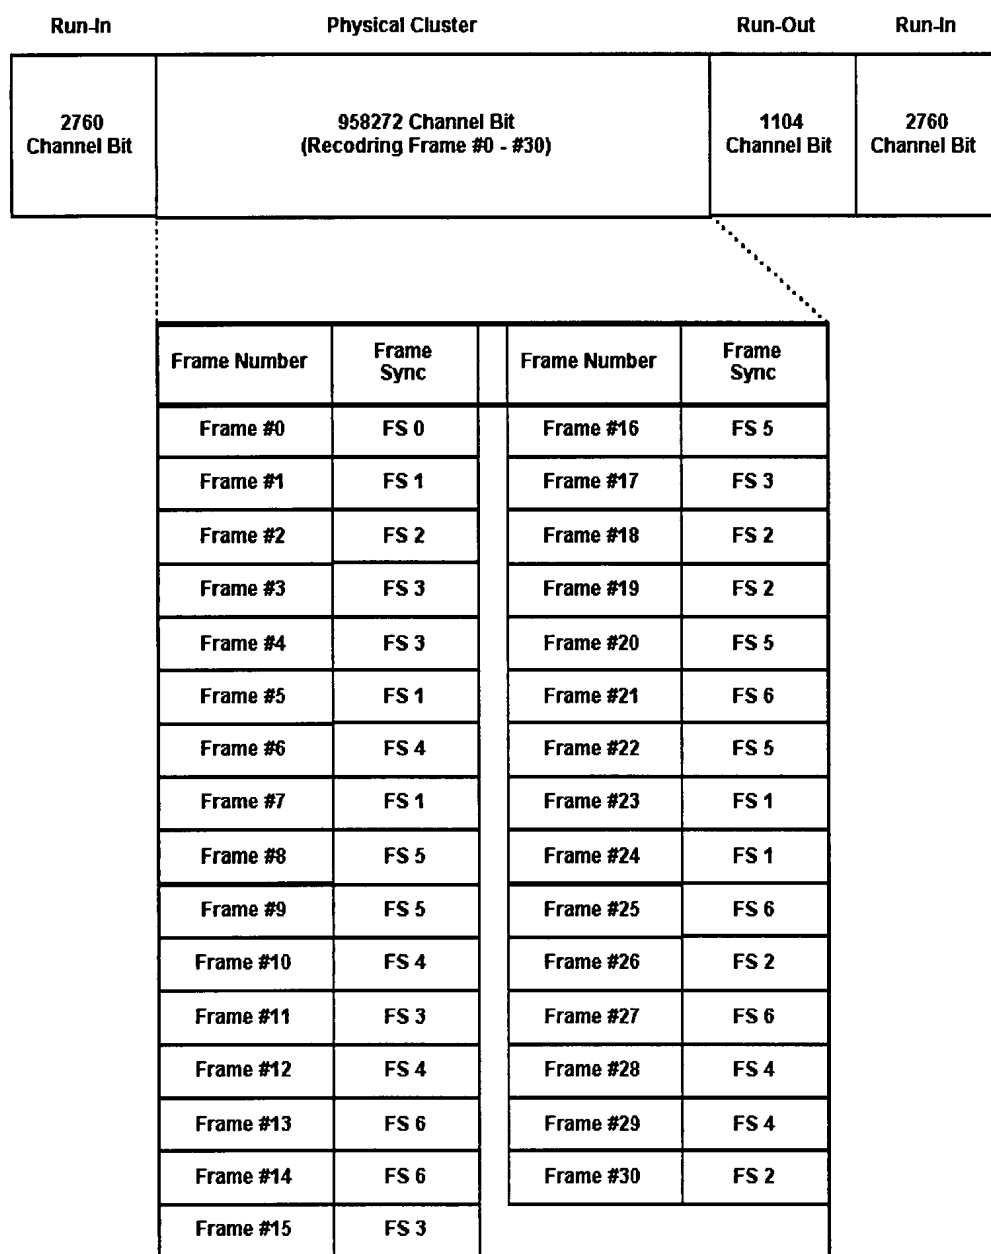 Run-In Physical Cluster Run-Out Run-In
2760 Channel Bit
958272 Channel Bit
(Recodring Frame #0 - #30)
1104 Channel Bit
2760 Channel Bit
Frame Number Frame Sync Frame Number Frame Sync
Frame #0 FS 0 Frame #16 FS 5
Frame #1 FS 1 Frame #17 FS 3
Frame #2 FS 2 Frame #18 FS 2
Frame #3 FS 3 Frame #19 FS 2
Frame #4 FS 3 Frame #20 FS 5
Frame #5 FS 1 Frame #21 FS 6
Frame #6 FS 4 Frame #22 FS 5
Frame #7 FS 1 Frame #23 FS 1
Frame #8 FS 5 Frame #24 FS 1
Frame #9 FS 5 Frame #25 FS 6
Frame #10 FS 4 Frame #26 FS 2
Frame #11 FS 3 Frame #27 FS 6
Frame #12 FS 4 Frame #28 FS 4
Frame #13 FS 6 Frame #29 FS 4
Frame #14 FS 6 Frame #30 FS 2
Frame #15 FS 3